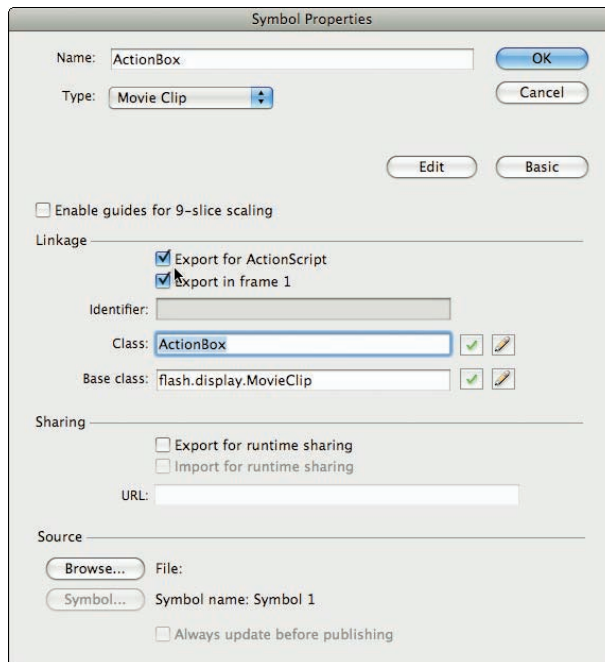 Symbol Properties
Name: ActionBox
OK
Type: Movie Clip
Cancel
Edit
Basic
Enable guides for 9-slice scaling
Linkage
Export for ActionScript
Export in frame 1
Identifier:
Class: ActionBox
Base class: flash.display.MovieClip
Sharing
Export for runtime sharing
Import for runtime sharing
URL:
Source
Browse... File:
Symbol... Symbol name: Symbol 1
Always update before publishing